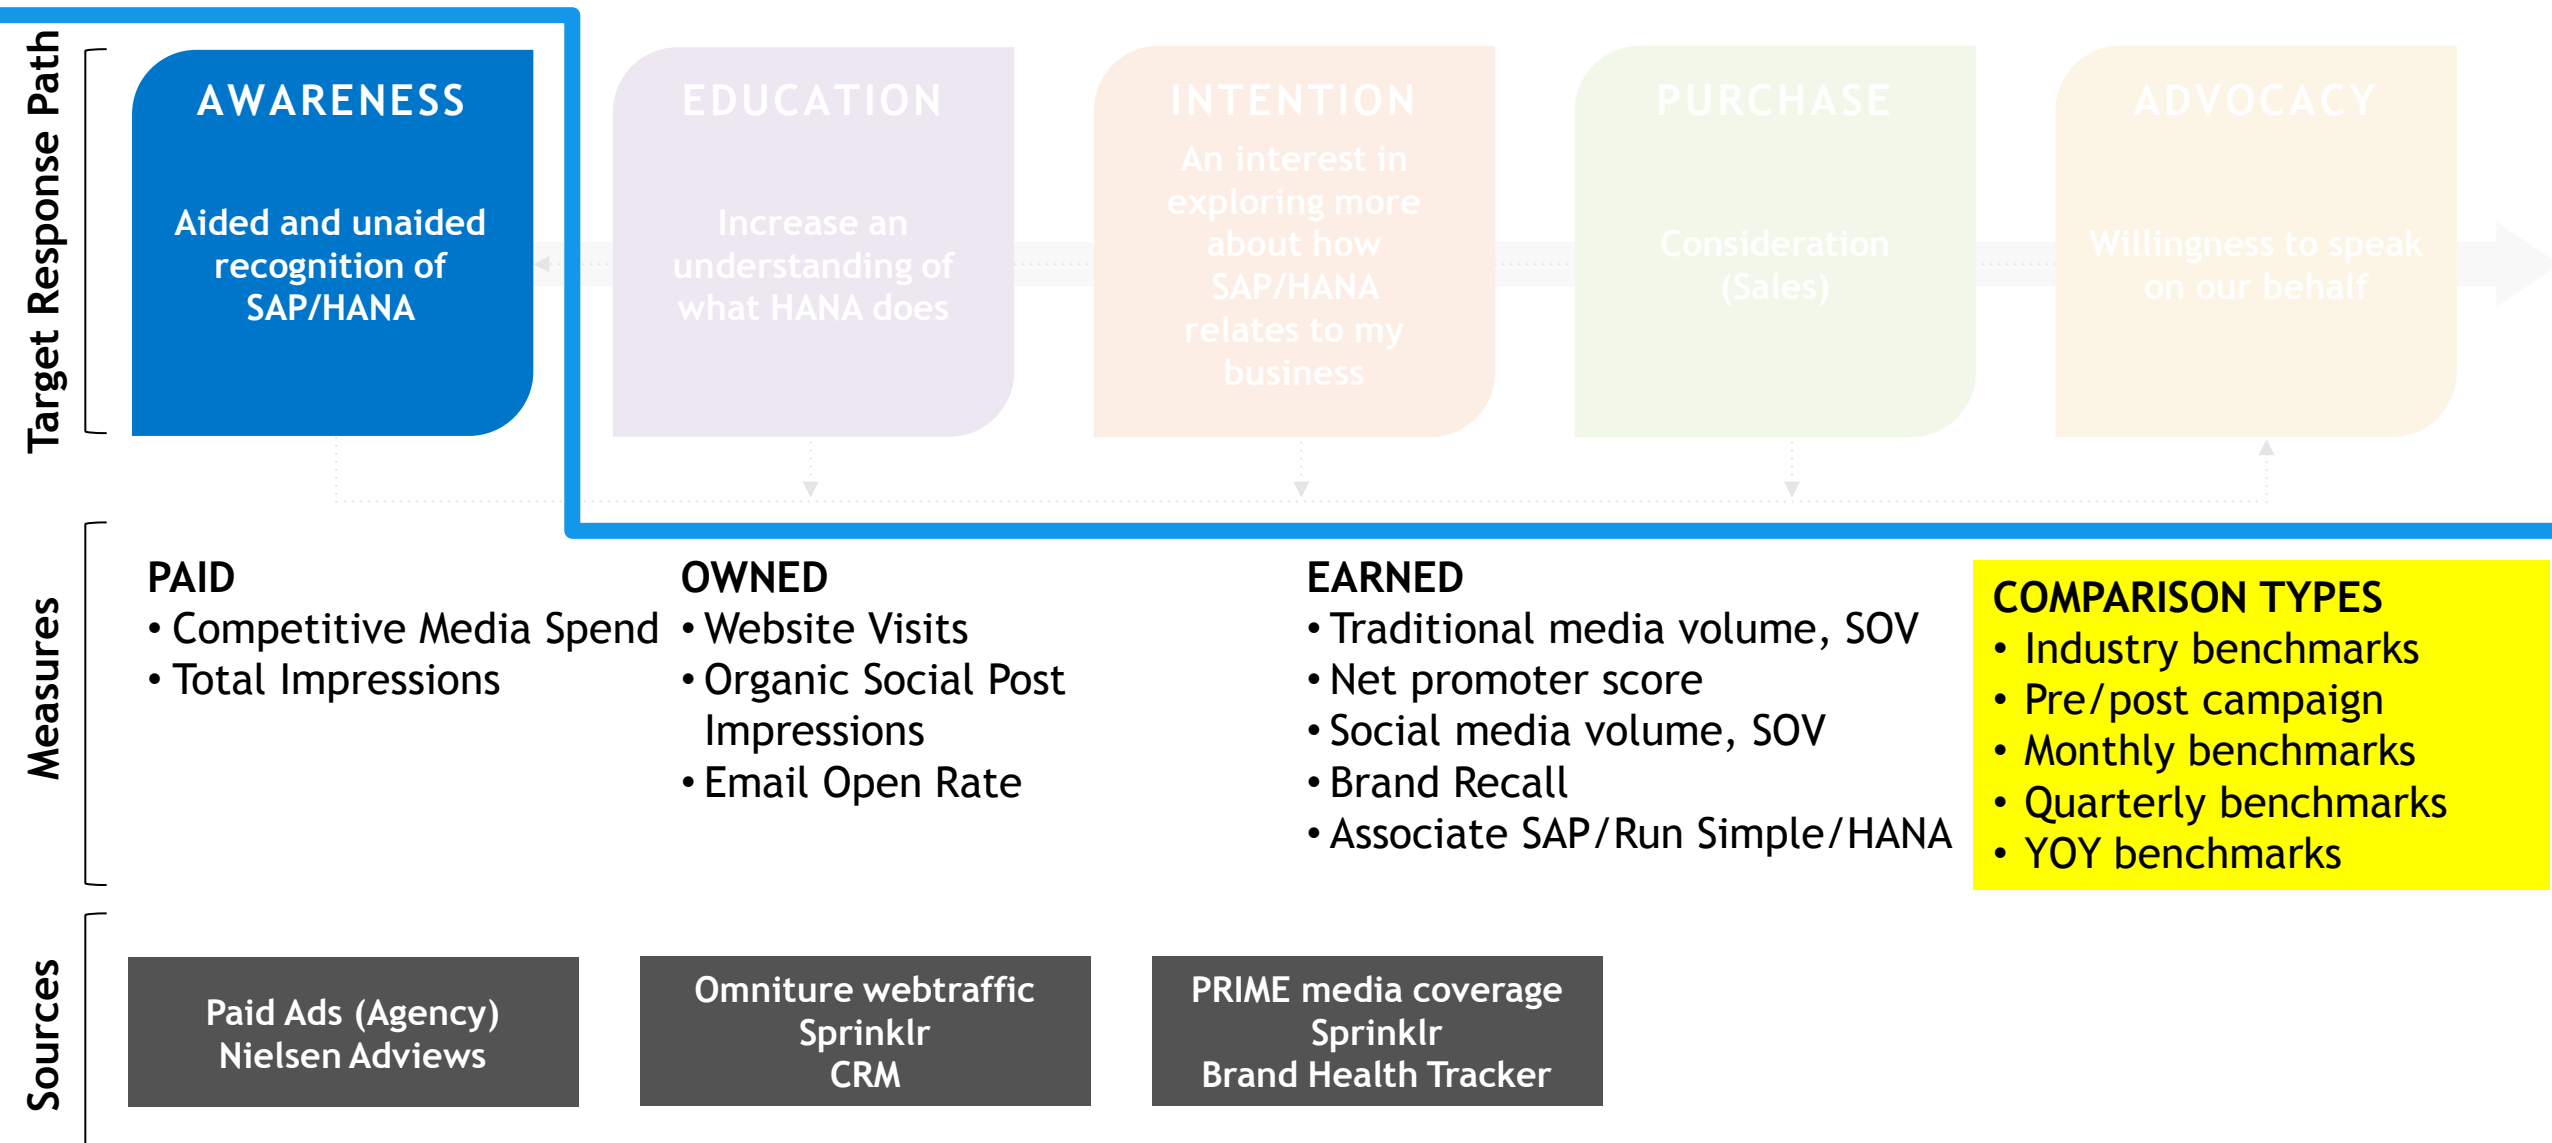 Target Response Path
AWARENESS
Aided and unaided
recognition of
SAP/HANA
EDUCATION
Increase an
understanding of
what HANA does
INTENTION
An interest in
exploring more
about how
SAP/HANA
relates to my
business
PURCHASE
Consideration
(Sales)
ADVOCACY
Willingness to speak
on our behalf
Measures
PAID
• Competitive Media Spend
• Total Impressions
OWNED
• Website Visits
• Organic Social Post
Impressions
• Email Open Rate
EARNED
• Traditional media volume, SOV
• Net promoter score
• Social media volume, SOV
• Brand Recall
• Associate SAP/Run Simple/HANA
COMPARISON TYPES
• Industry benchmarks
• Pre/post campaign
• Monthly benchmarks
• Quarterly benchmarks
• YOY benchmarks
Sources
Paid Ads (Agency)
Nielsen Adviews
Omniture webtraffic
Sprinklr
CRM
PRIME media coverage
Sprinklr
Brand Health Tracker